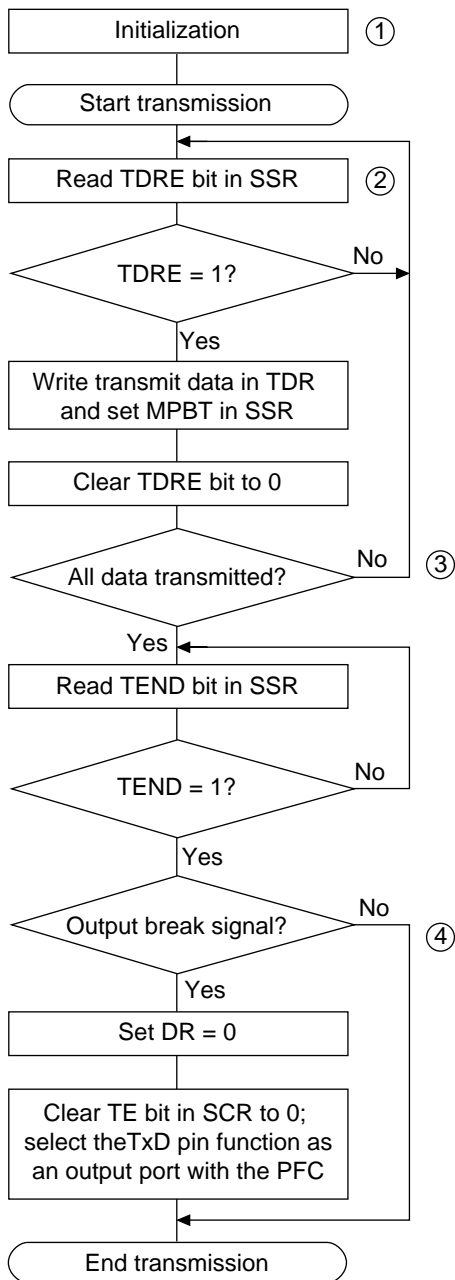 Initialization
1
Start transmission
Read TDRE bit in SSR
2
TDRE = 1?
No
Yes
Write transmit data in TDR
and set MPBT in SSR
Clear TDRE bit to 0
All data transmitted?
No
3
Yes
Read TEND bit in SSR
TEND = 1?
No
Yes
Output break signal?
No
4
Yes
Set DR = 0
Clear TE bit in SCR to 0;
select theTxD pin function as
an output port with the PFC
End transmission